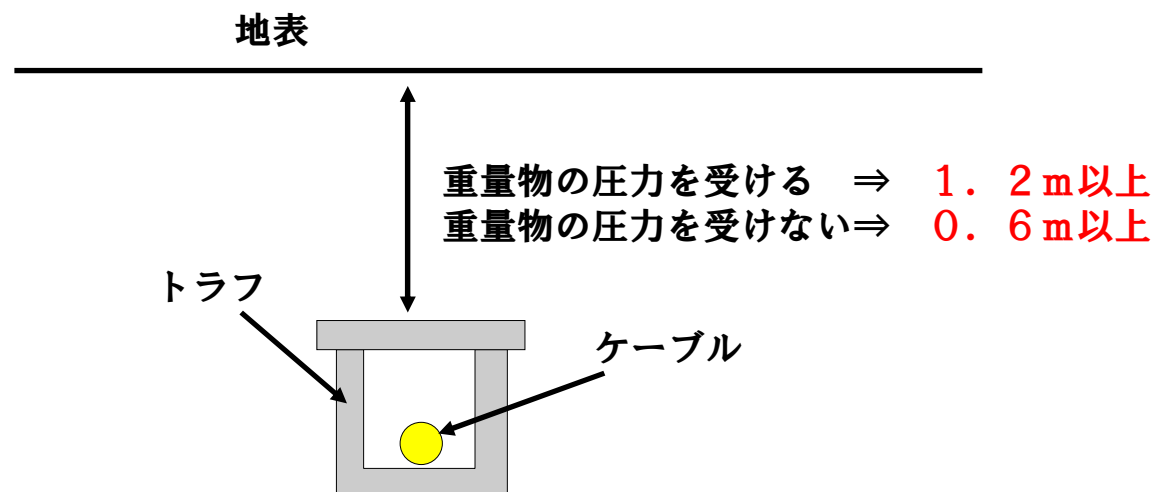 地表
重量物の圧力を受ける ⇒ １．２ｍ以上
重量物の圧力を受けない⇒ ０．６ｍ以上
トラフ
ケーブル